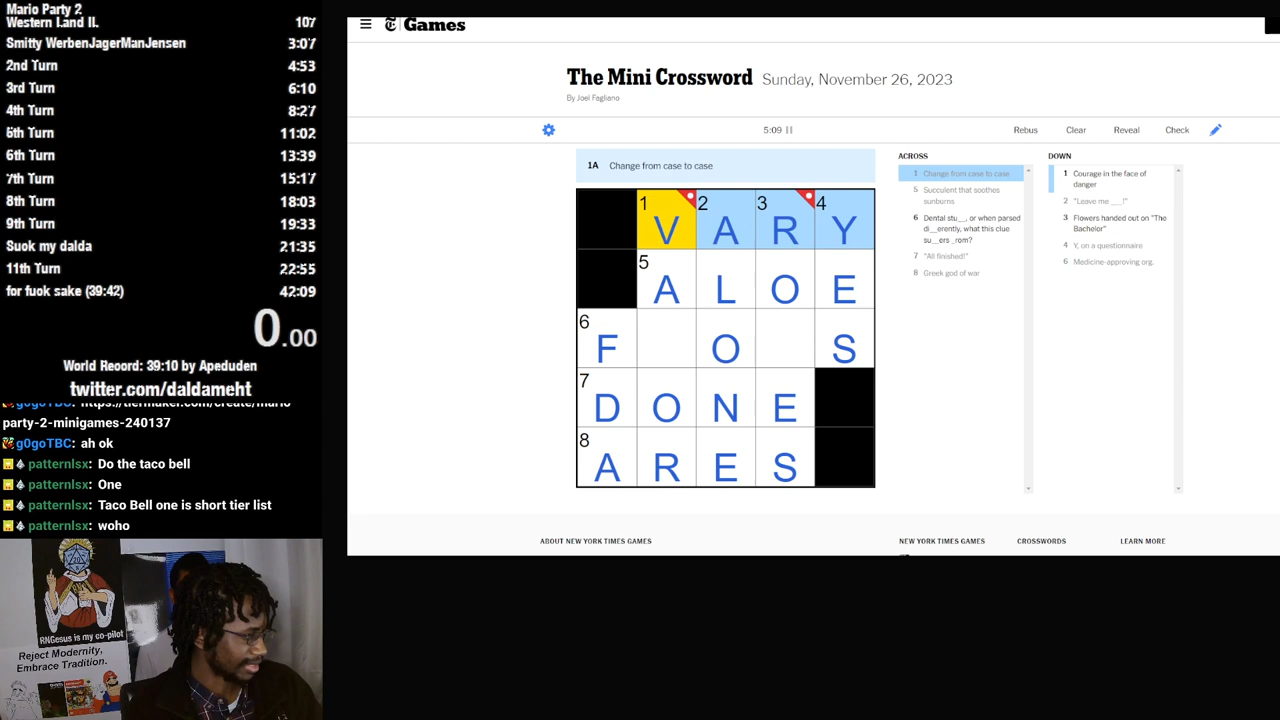 Mario Party 2
Western Land II.
107
Smitty WerbenJagerManJensen 3:07
2nd Turn 4:53
3rd Turn 6:10
4th Turn 8:27
5th Turn 11:02
6th Turn 13:39
7th Turn 15:17
8th Turn 18:03
9th Turn 19:33
Suok my dalda 21:35
11th Turn 22:55
for fuok sake (39:42) 42:09
0.00
World Reoord: 39:10 by Apeduden
twitter.com/daldameht
g0goTBC: https://tiermaker.com/create/mario-
party-2-minigames-240137
g0goTBC: ah ok
patternlsx: Do the taco bell
patternlsx: One
patternlsx: Taco Bell one is short tier list
patternlsx: woho
RNGesus is my co-pilot
Reject Modernity,
Embrace Tradition.
T Games
The Mini Crossword Sunday, November 26, 2023
By Joel Fagliano
5:09
Rebus Clear Reveal Check
1A Change from case to case
1 V 2 A 3 R 4 Y
5 A L O E
6 F O S
7 D O N E
8 A R E S
ACROSS
1 Change from case to case
5 Succulent that soothes
sunburns
6 Dental stu__, or when parsed
di__erently, what this clue
su__ers _rom?
7 "All finished!"
8 Greek god of war
DOWN
1 Courage in the face of
danger
2 "Leave me ___!"
3 Flowers handed out on "The
Bachelor"
4 Y, on a questionnaire
6 Medicine-approving org.
ABOUT NEW YORK TIMES GAMES
NEW YORK TIMES GAMES
CROSSWORDS
LEARN MORE